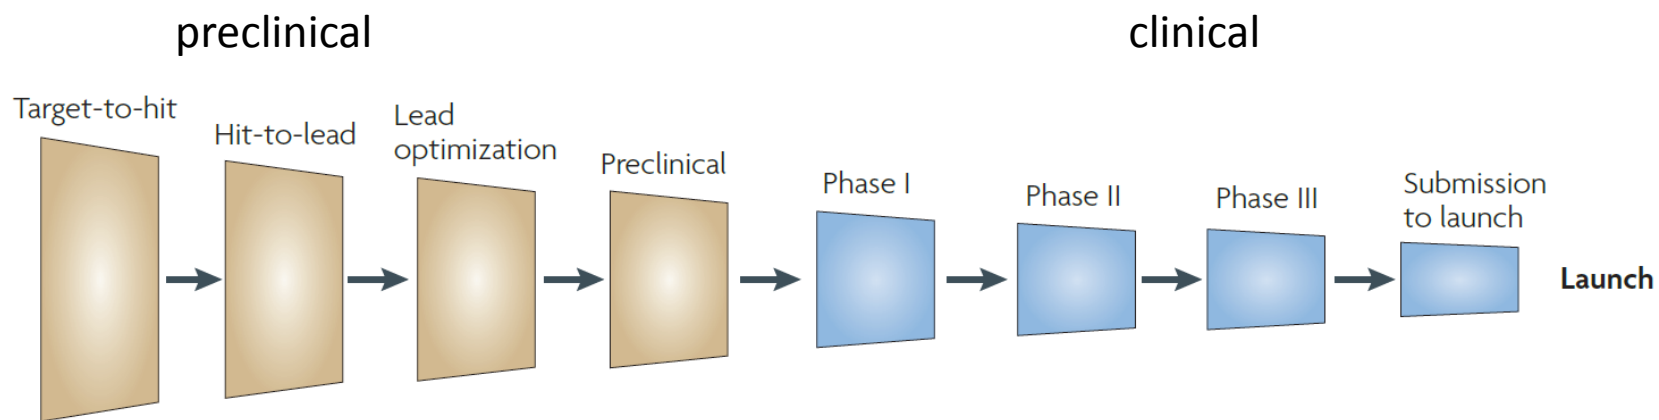 preclinical
clinical
Target-to-hit
Hit-to-lead
Lead
optimization
Preclinical
Phase I
Phase II
Phase III
Submission
to launch
Launch